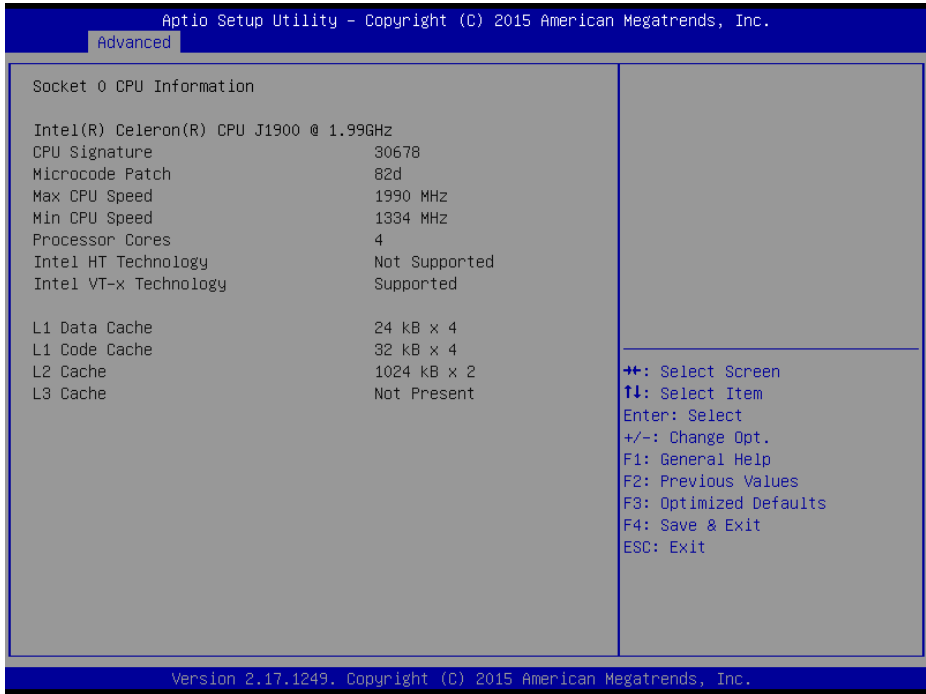 Aptio Setup Utility – Copyright (C) 2015 American Megatrends, Inc.
Advanced
Socket 0 CPU Information
Intel(R) Celeron(R) CPU J1900 @ 1.99GHz
CPU Signature 30678
Microcode Patch 82d
Max CPU Speed 1990 MHz
Min CPU Speed 1334 MHz
Processor Cores 4
Intel HT Technology Not Supported
Intel VT-x Technology Supported
L1 Data Cache 24 kB x 4
L1 Code Cache 32 kB x 4
L2 Cache 1024 kB x 2
L3 Cache Not Present
→←: Select Screen
↑↓: Select Item
Enter: Select
+/-: Change Opt.
F1: General Help
F2: Previous Values
F3: Optimized Defaults
F4: Save & Exit
ESC: Exit
Version 2.17.1249. Copyright (C) 2015 American Megatrends, Inc.